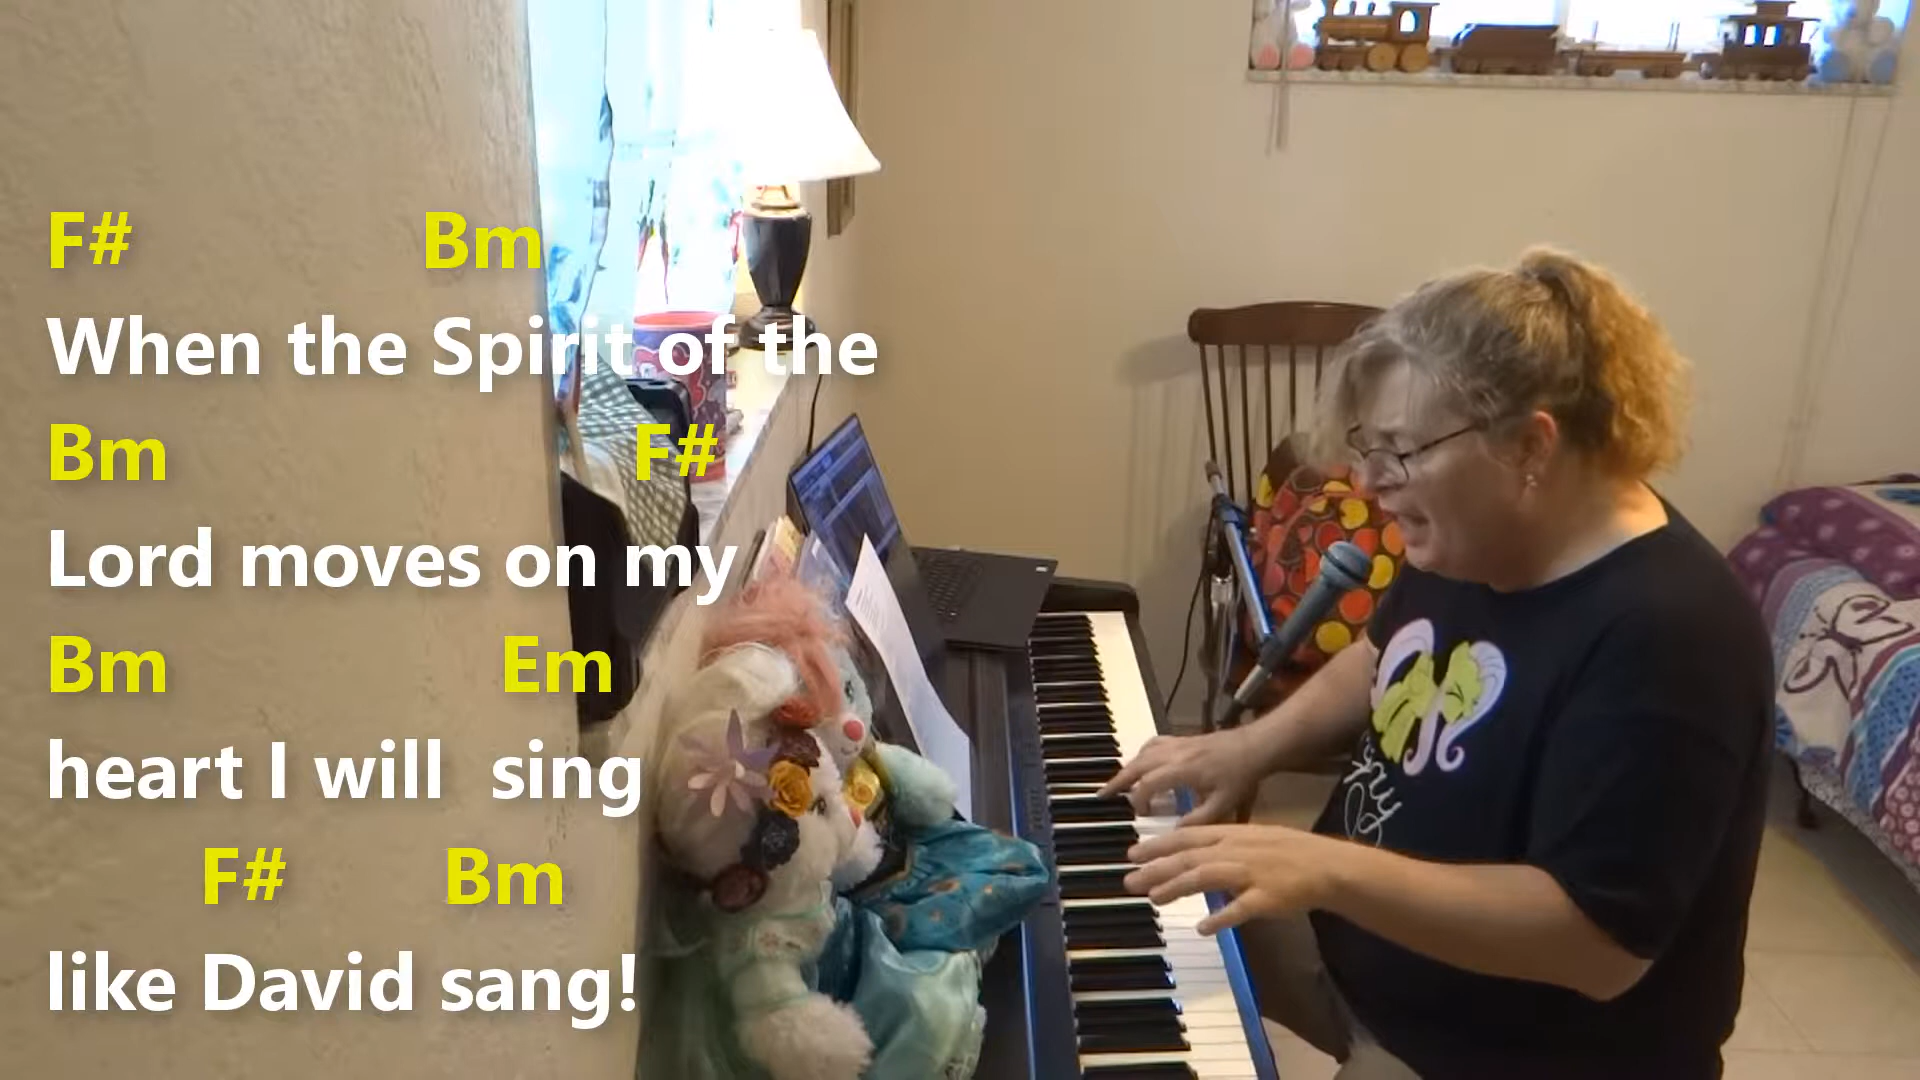 F# Bm
When the Spirit of the
Bm F#
Lord moves on my
Bm Em
heart I will sing
F# Bm
like David sang!